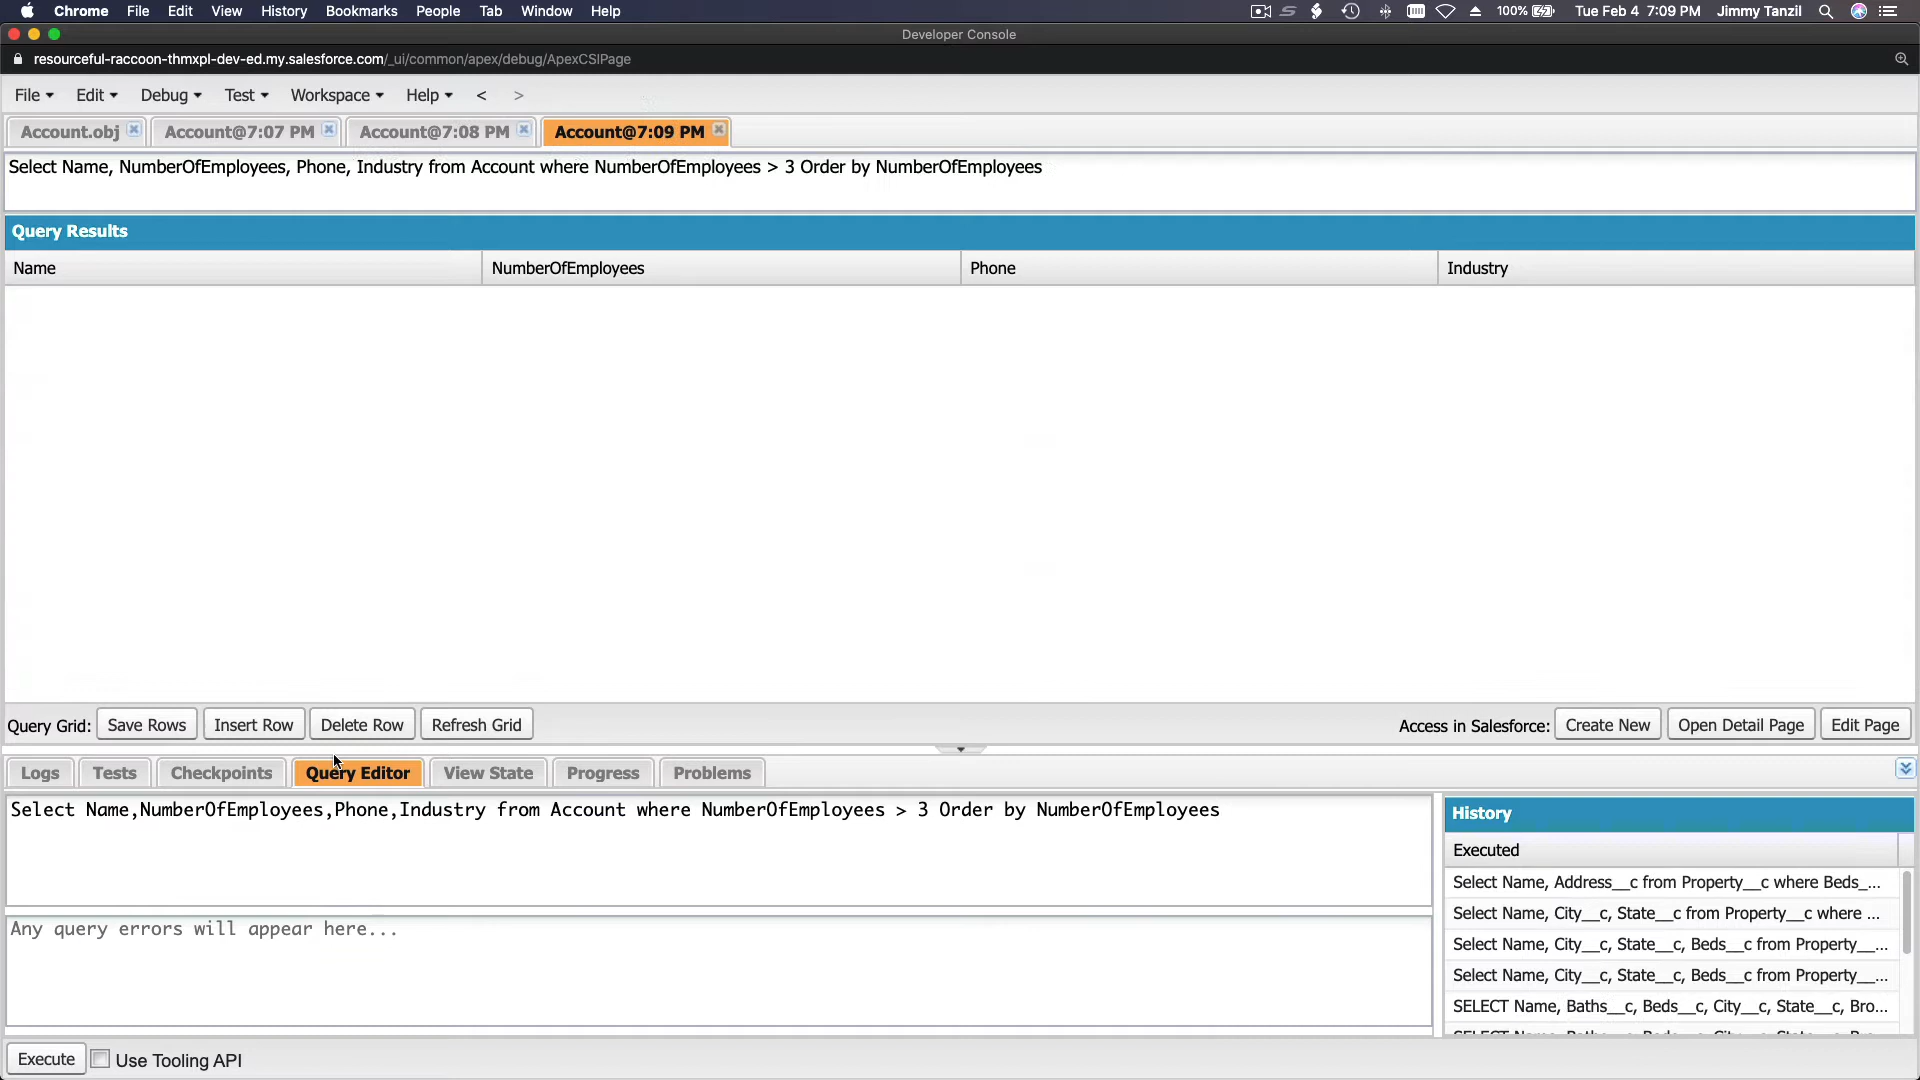 Chrome File Edit View History Bookmarks People Tab Window Help 100% Tue Feb 4 7:09 PM Jimmy Tanzil
Developer Console
resourceful-raccoon-thmxpl-dev-ed.my.salesforce.com/_ui/common/apex/debug/ApexCSIPage
File Edit Debug Test Workspace Help < >
Account.obj Account@7:07 PM Account@7:08 PM Account@7:09 PM
Select Name, NumberOfEmployees, Phone, Industry from Account where NumberOfEmployees > 3 Order by NumberOfEmployees
Query Results
Name NumberOfEmployees Phone Industry
Query Grid: Save Rows Insert Row Delete Row Refresh Grid Access in Salesforce: Create New Open Detail Page Edit Page
Logs Tests Checkpoints Query Editor View State Progress Problems
Select Name,NumberOfEmployees,Phone,Industry from Account where NumberOfEmployees > 3 Order by NumberOfEmployees
Any query errors will appear here...
History
Executed
Select Name, Address__c from Property__c where Beds_...
Select Name, City__c, State__c from Property__c where ...
Select Name, City__c, State__c, Beds__c from Property__...
Select Name, City__c, State__c, Beds__c from Property__...
SELECT Name, Baths__c, Beds__c, City__c, State__c, Bro...
Execute Use Tooling API